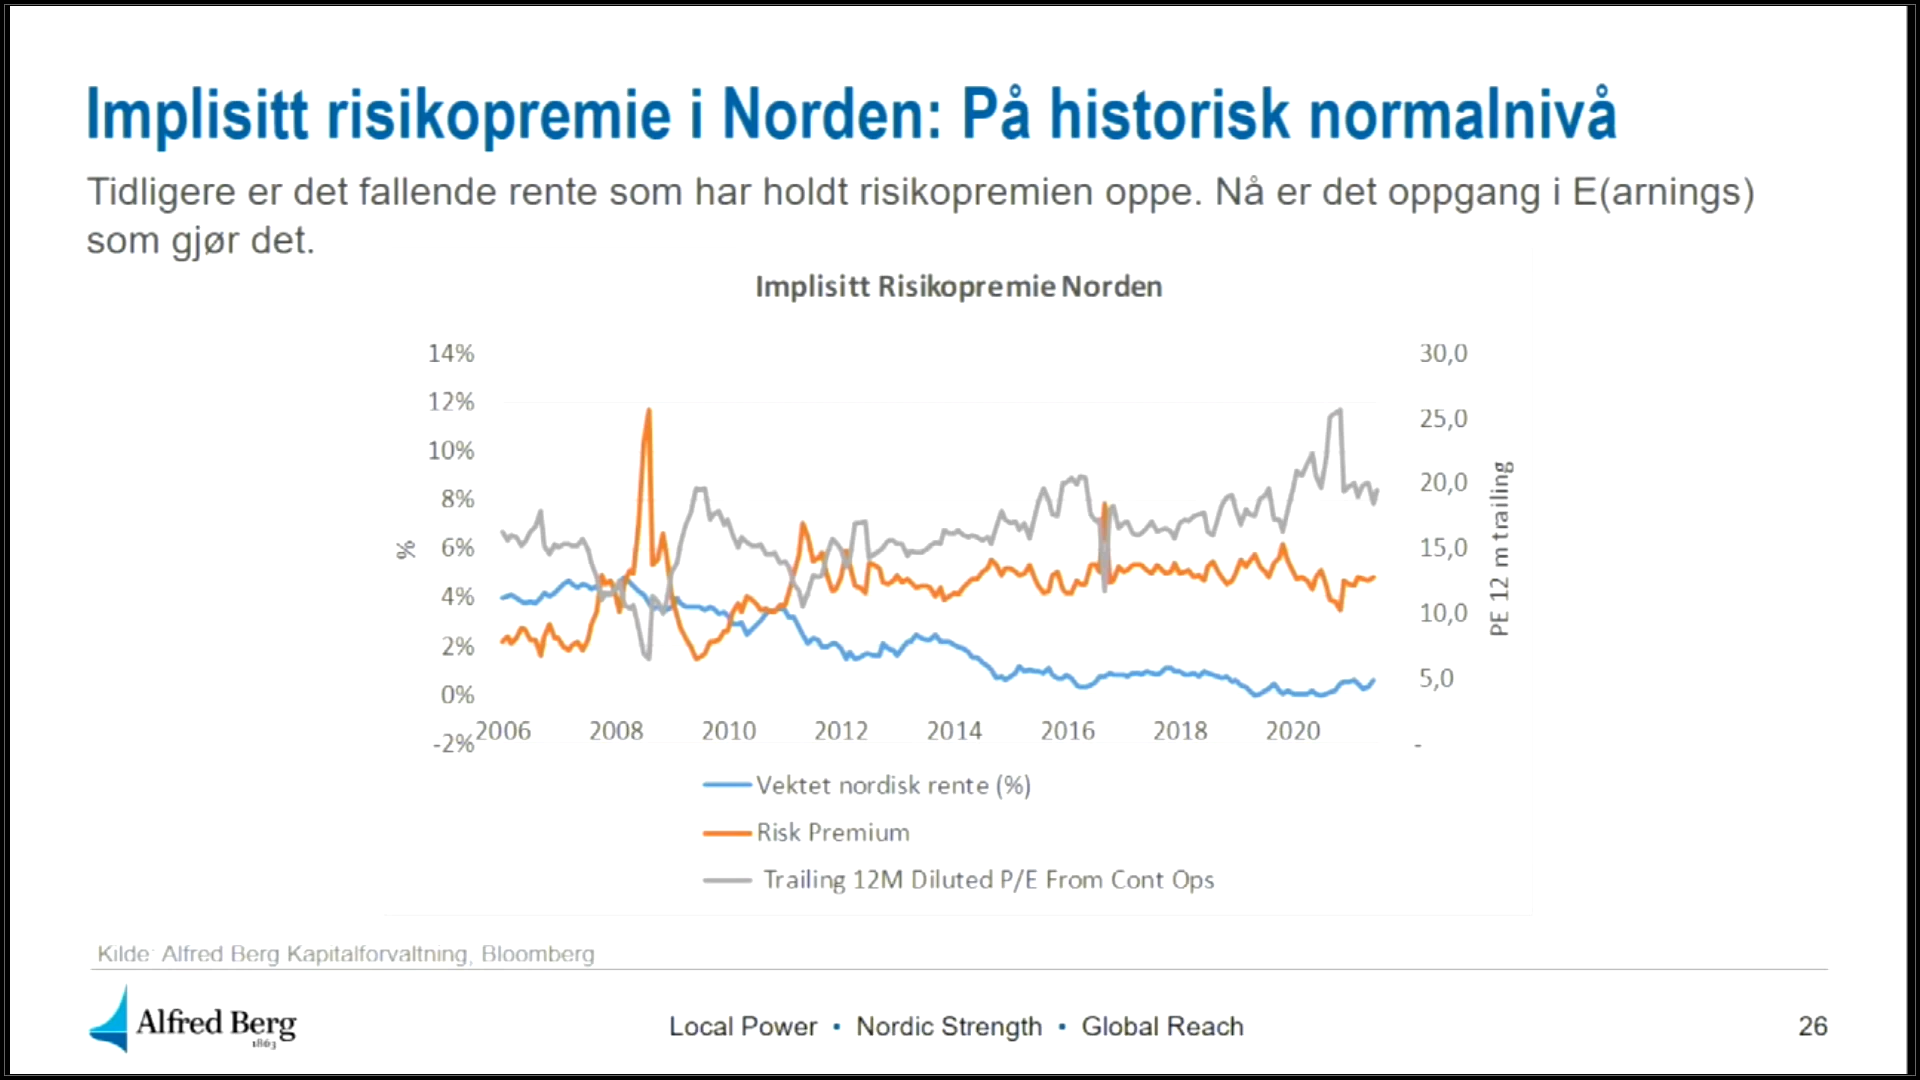 Implisitt risikopremie i Norden: På historisk normalnivå
Tidligere er det fallende rente som har holdt risikopremien oppe. Nå er det oppgang i E(arnings)
som gjør det.
Implisitt Risikopremie Norden
14%
12%
10%
8%
6%
4%
2%
0%
-2%
%
30,0
25,0
20,0
15,0
10,0
5,0
-
PE 12 m trailing
2006 2008 2010 2012 2014 2016 2018 2020
Vektet nordisk rente (%)
Risk Premium
Trailing 12M Diluted P/E From Cont Ops
Kilde: Alfred Berg Kapitalforvaltning, Bloomberg
Alfred Berg
1863
Local Power • Nordic Strength • Global Reach
26